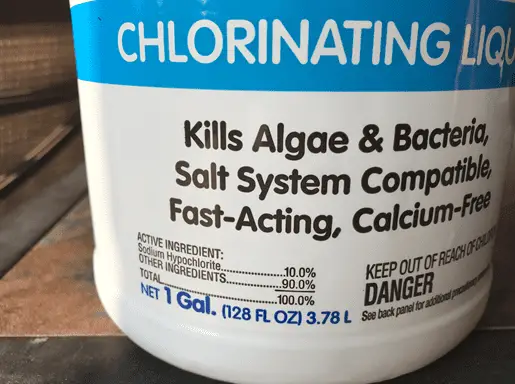 CHLORINATING LIQU
Kills Algae & Bacteria,
Salt System Compatible,
Fast-Acting, Calcium-Free
ACTIVE INGREDIENT:
Sodium Hypochlorite....................10.0%
OTHER INGREDIENTS..............90.0%
TOTAL..............................100.0%
NET 1 Gal. (128 FL OZ) 3.78 L
KEEP OUT OF REACH OF CHILD
DANGER
See back panel for additional precautionary